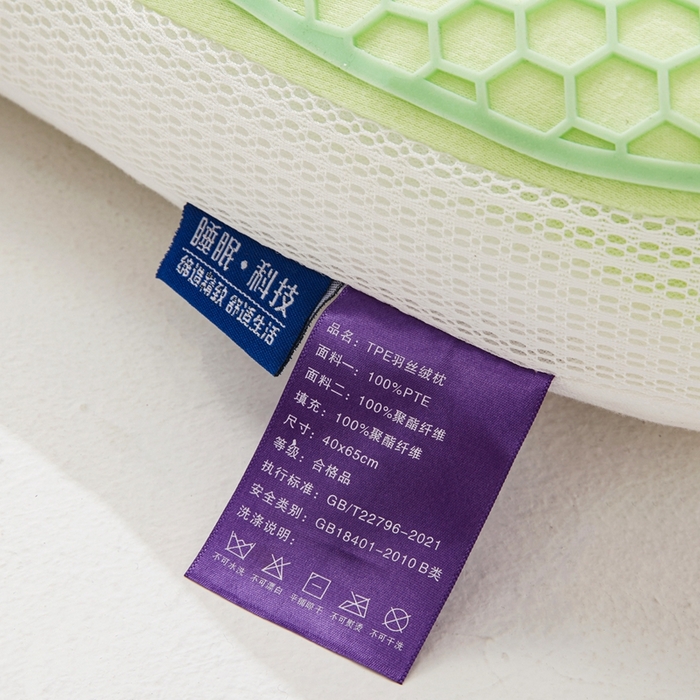 睡眠·科技
缔造精致 舒适生活
品名：TPE羽丝绒枕
面料一：100%PTE
面料二：100%聚酯纤维
填充：100%聚酯纤维
尺寸：40x65cm
等级：合格品
执行标准：GB/T22796-2021
安全类别：GB18401-2010 B类
洗涤说明：
不可水洗 不可漂白 平铺晾干 不可熨烫 不可干洗